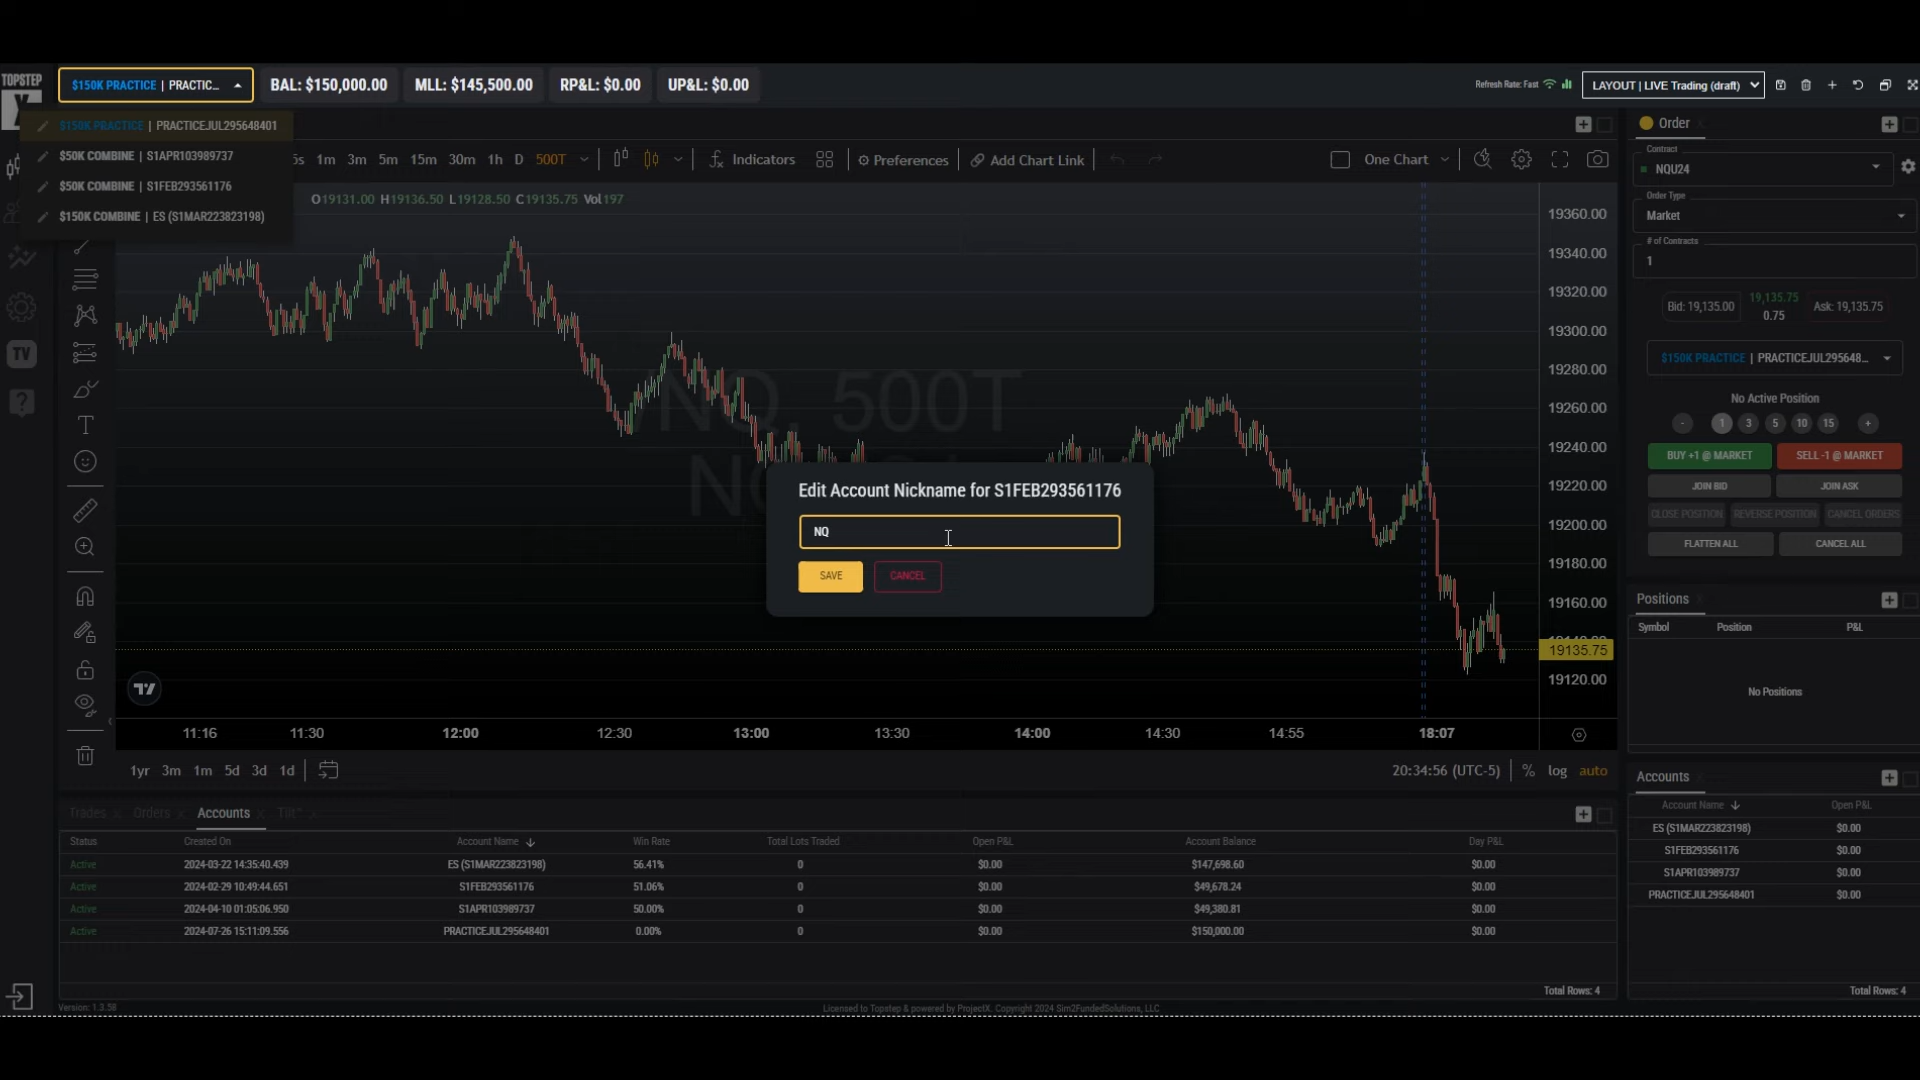 TOPSTEP
X
$150K PRACTICE | PRACTIC...
BAL: $150,000.00
MLL: $145,500.00
RP&L: $0.00
UP&L: $0.00
Refresh Rate: Fast
LAYOUT | LIVE Trading (draft)
$150K PRACTICE | PRACTICEJUL295648401
$50K COMBINE | S1APR103989737
$50K COMBINE | S1FEB293561176
$150K COMBINE | ES (S1MAR223823198)
1m 3m 5m 15m 30m 1h D 500T
Indicators
Preferences
Add Chart Link
One Chart
O19131.00 H19136.50 L19128.50 C19135.75 Vol197
/NQ, 500T
Edit Account Nickname for S1FEB293561176
NQ
SAVE CANCEL
19360.00
19340.00
19320.00
19300.00
19280.00
19260.00
19240.00
19220.00
19200.00
19180.00
19160.00
19140.00
19135.75
19120.00
TV
11:16 11:30 12:00 12:30 13:00 13:30 14:00 14:30 14:55 18:07
1yr 3m 1m 5d 3d 1d
20:34:56 (UTC-5) % log auto
Order
Contract
NQU24
Order Type
Market
# of Contracts
1
Bid: 19,135.00
19,135.75
0.75
Ask: 19,135.75
$150K PRACTICE | PRACTICEJUL295648...
No Active Position
- 1 3 5 10 15 +
BUY +1 @ MARKET SELL -1 @ MARKET
JOIN BID JOIN ASK
CLOSE POSITION REVERSE POSITION CANCEL ORDERS
FLATTEN ALL CANCEL ALL
Positions
Symbol Position P&L
No Positions
Accounts
Account Name Open P&L
ES (S1MAR223823198) $0.00
S1FEB293561176 $0.00
S1APR103989737 $0.00
PRACTICEJUL295648401 $0.00
Total Rows: 4
Trades Orders Accounts Tilt
Status Created On Account Name Win Rate Total Lots Traded Open P&L Account Balance Day P&L
Active 2024-03-22 14:35:40.439 ES (S1MAR223823198) 56.41% 0 $0.00 $147,698.60 $0.00
Active 2024-02-29 10:49:44.651 S1FEB293561176 51.06% 0 $0.00 $49,678.24 $0.00
Active 2024-04-10 01:05:06.950 S1APR103989737 50.00% 0 $0.00 $49,380.81 $0.00
Active 2024-07-26 15:11:09.556 PRACTICEJUL295648401 0.00% 0 $0.00 $150,000.00 $0.00
Total Rows: 4
Version: 1.3.58
Licensed to Topstep & powered by ProjectX. Copyright 2024 Sim2FundedSolutions, LLC